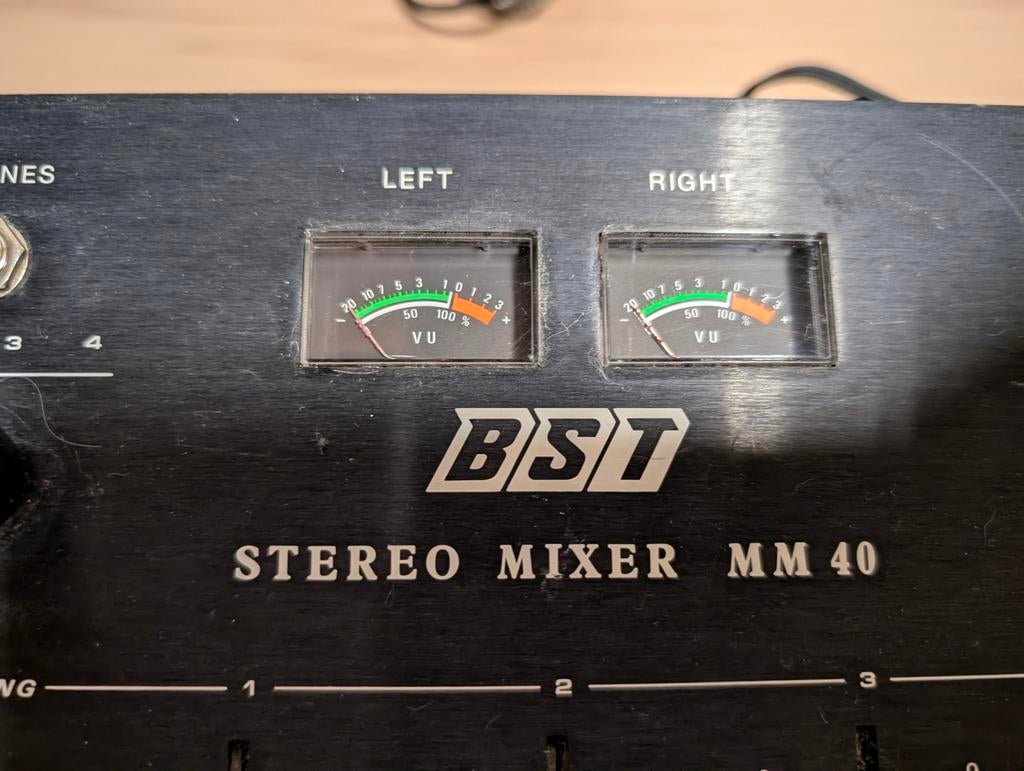 NES
LEFT
RIGHT
20 10 7 5 3 1 0 1 2 3
- 50 100 % +
VU
20 10 7 5 3 1 0 1 2 3
- 50 100 % +
VU
3 4
BST
STEREO MIXER MM 40
NG 1 2 3